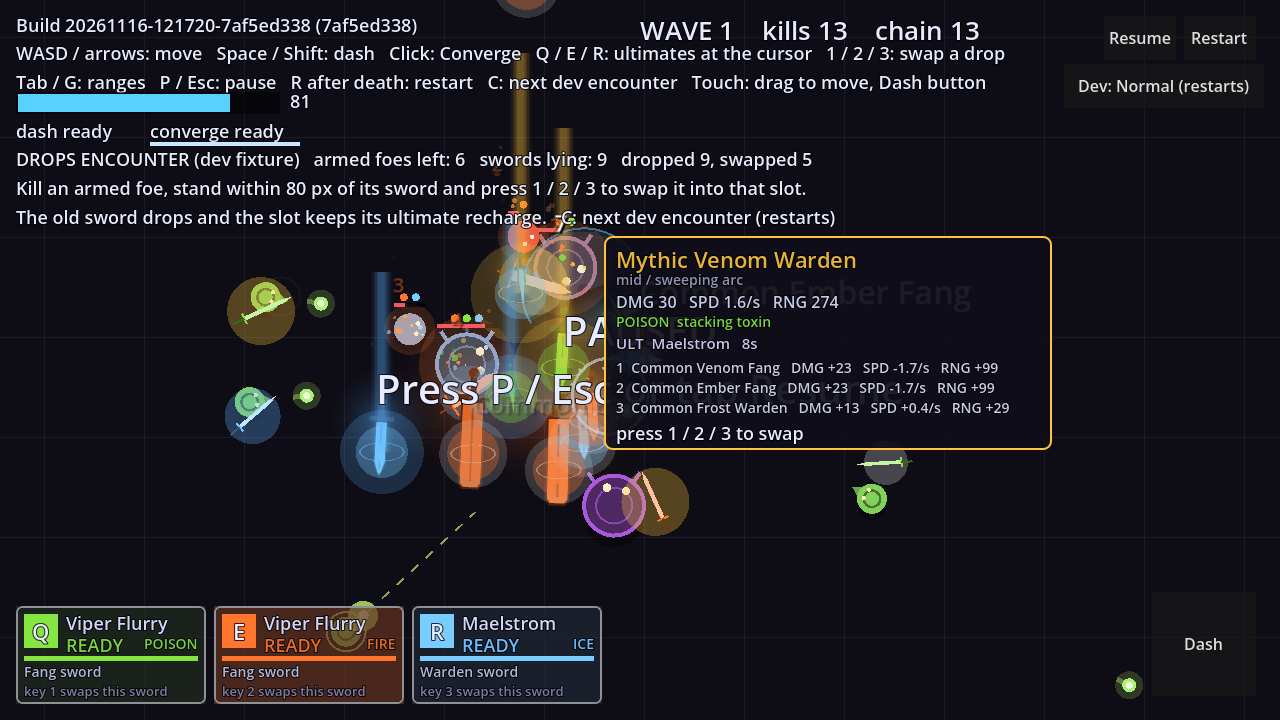 Build 20261116-121720-7af5ed338 (7af5ed338)
WAVE 1 kills 13 chain 13
Resume Restart
WASD / arrows: move Space / Shift: dash Click: Converge Q / E / R: ultimates at the cursor 1 / 2 / 3: swap a drop
Tab / G: ranges P / Esc: pause R after death: restart C: next dev encounter Touch: drag to move, Dash button
Dev: Normal (restarts)
81
dash ready converge ready
DROPS ENCOUNTER (dev fixture) armed foes left: 6 swords lying: 9 dropped 9, swapped 5
Kill an armed foe, stand within 80 px of its sword and press 1 / 2 / 3 to swap it into that slot.
The old sword drops and the slot keeps its ultimate recharge. C: next dev encounter (restarts)
Mythic Venom Warden
mid / sweeping arc
Ember Fang
DMG 30 SPD 1.6/s RNG 274
POISON stacking toxin
ULT Maelstrom 8s
PA
1 Common Venom Fang DMG +23 SPD -1.7/s RNG +99
2 Common Ember Fang DMG +23 SPD -1.7/s RNG +99
3 Common Frost Warden DMG +13 SPD +0.4/s RNG +29
Press P / Esc or tap Resume
press 1 / 2 / 3 to swap
3
Q Viper Flurry
READY POISON
Fang sword
key 1 swaps this sword
E Viper Flurry
READY FIRE
Fang sword
key 2 swaps this sword
R Maelstrom
READY ICE
Warden sword
key 3 swaps this sword
Dash